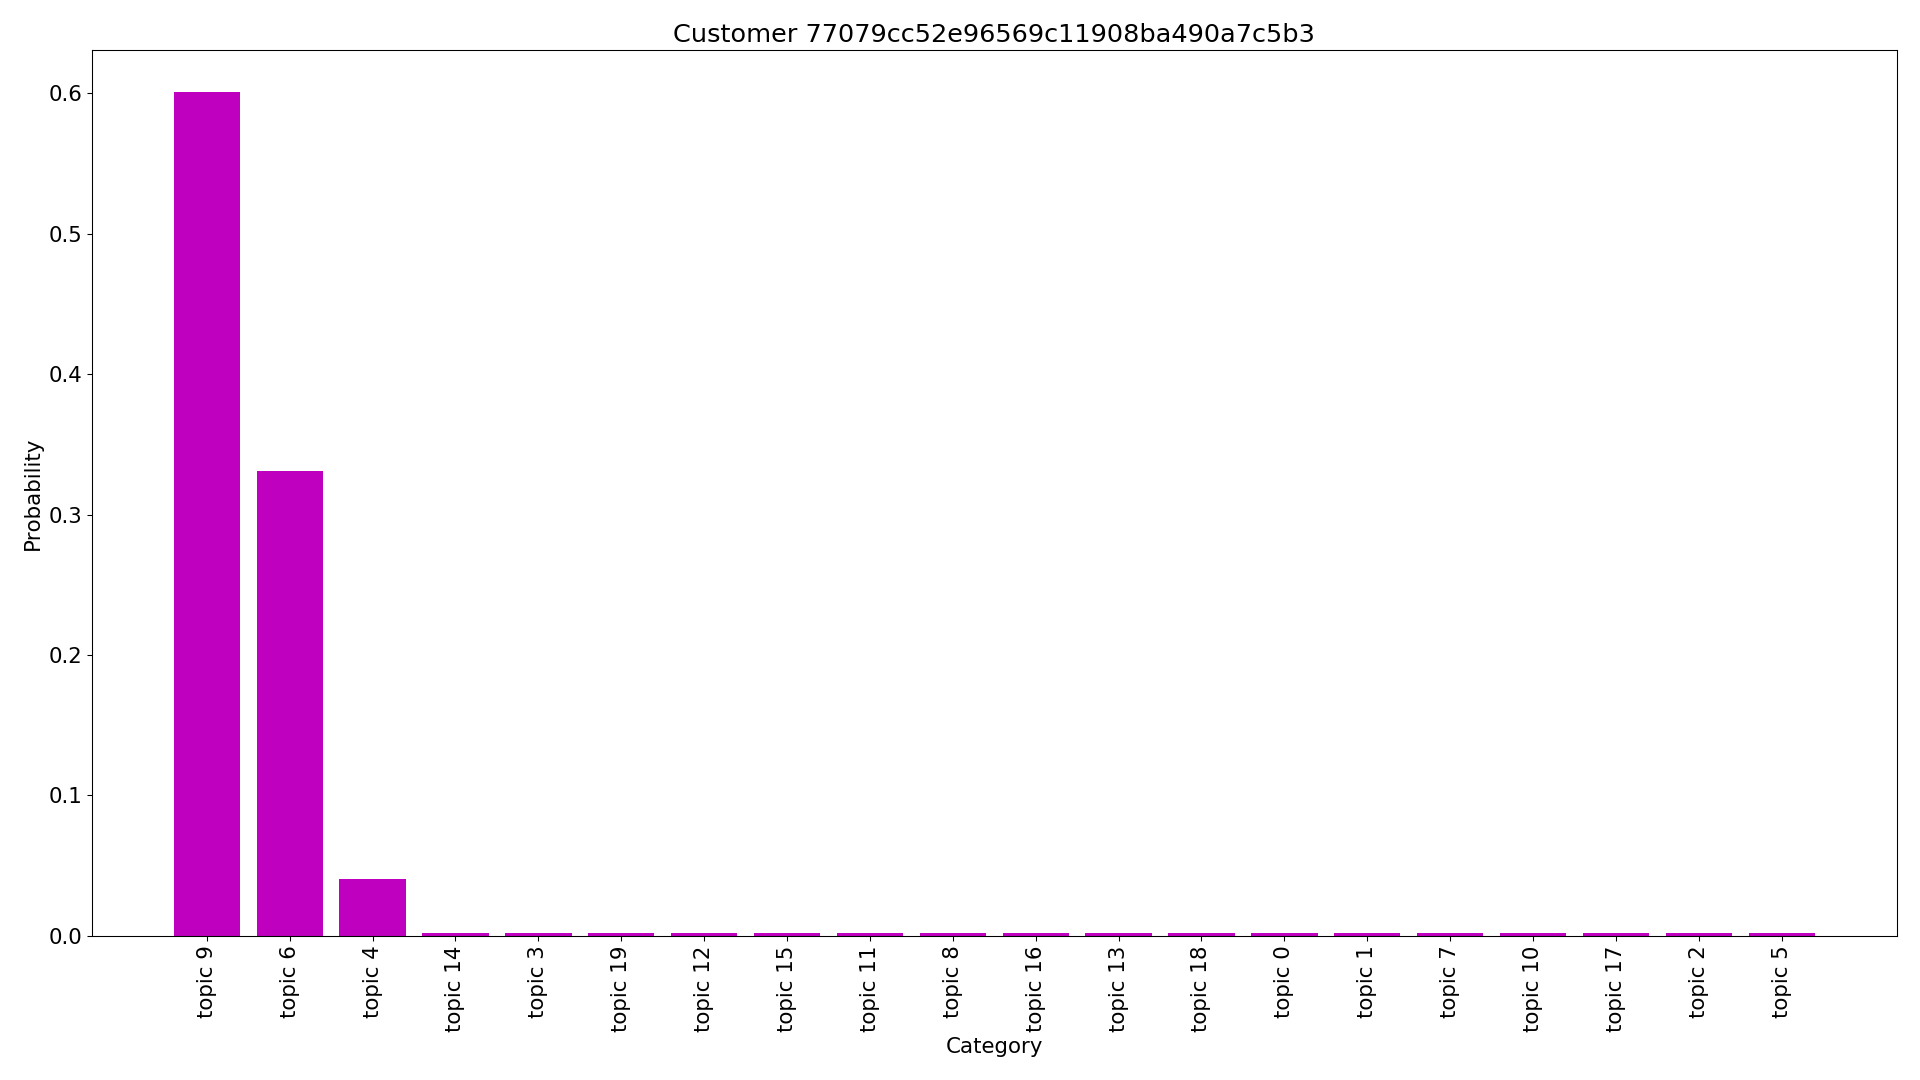 Customer 77079cc52e96569c11908ba490a7c5b3
Probability
0.6
0.5
0.4
0.3
0.2
0.1
0.0
topic 9
topic 6
topic 4
topic 14
topic 3
topic 19
topic 12
topic 15
topic 11
topic 8
topic 16
topic 13
topic 18
topic 0
topic 1
topic 7
topic 10
topic 17
topic 2
topic 5
Category